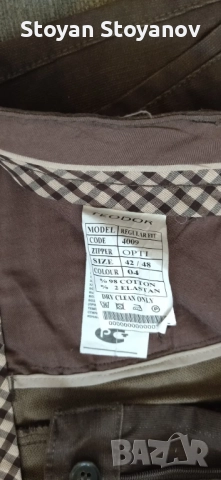 Stoyan Stoyanov
TEODOR
MODEL REGULAR FIT
CODE 4009
ZIPPER OPTI
SIZE 42 / 48
COLOUR 04
% 98 COTTON
% 2 ELASTAN
DRY CLEAN ONLY
БАЗАР